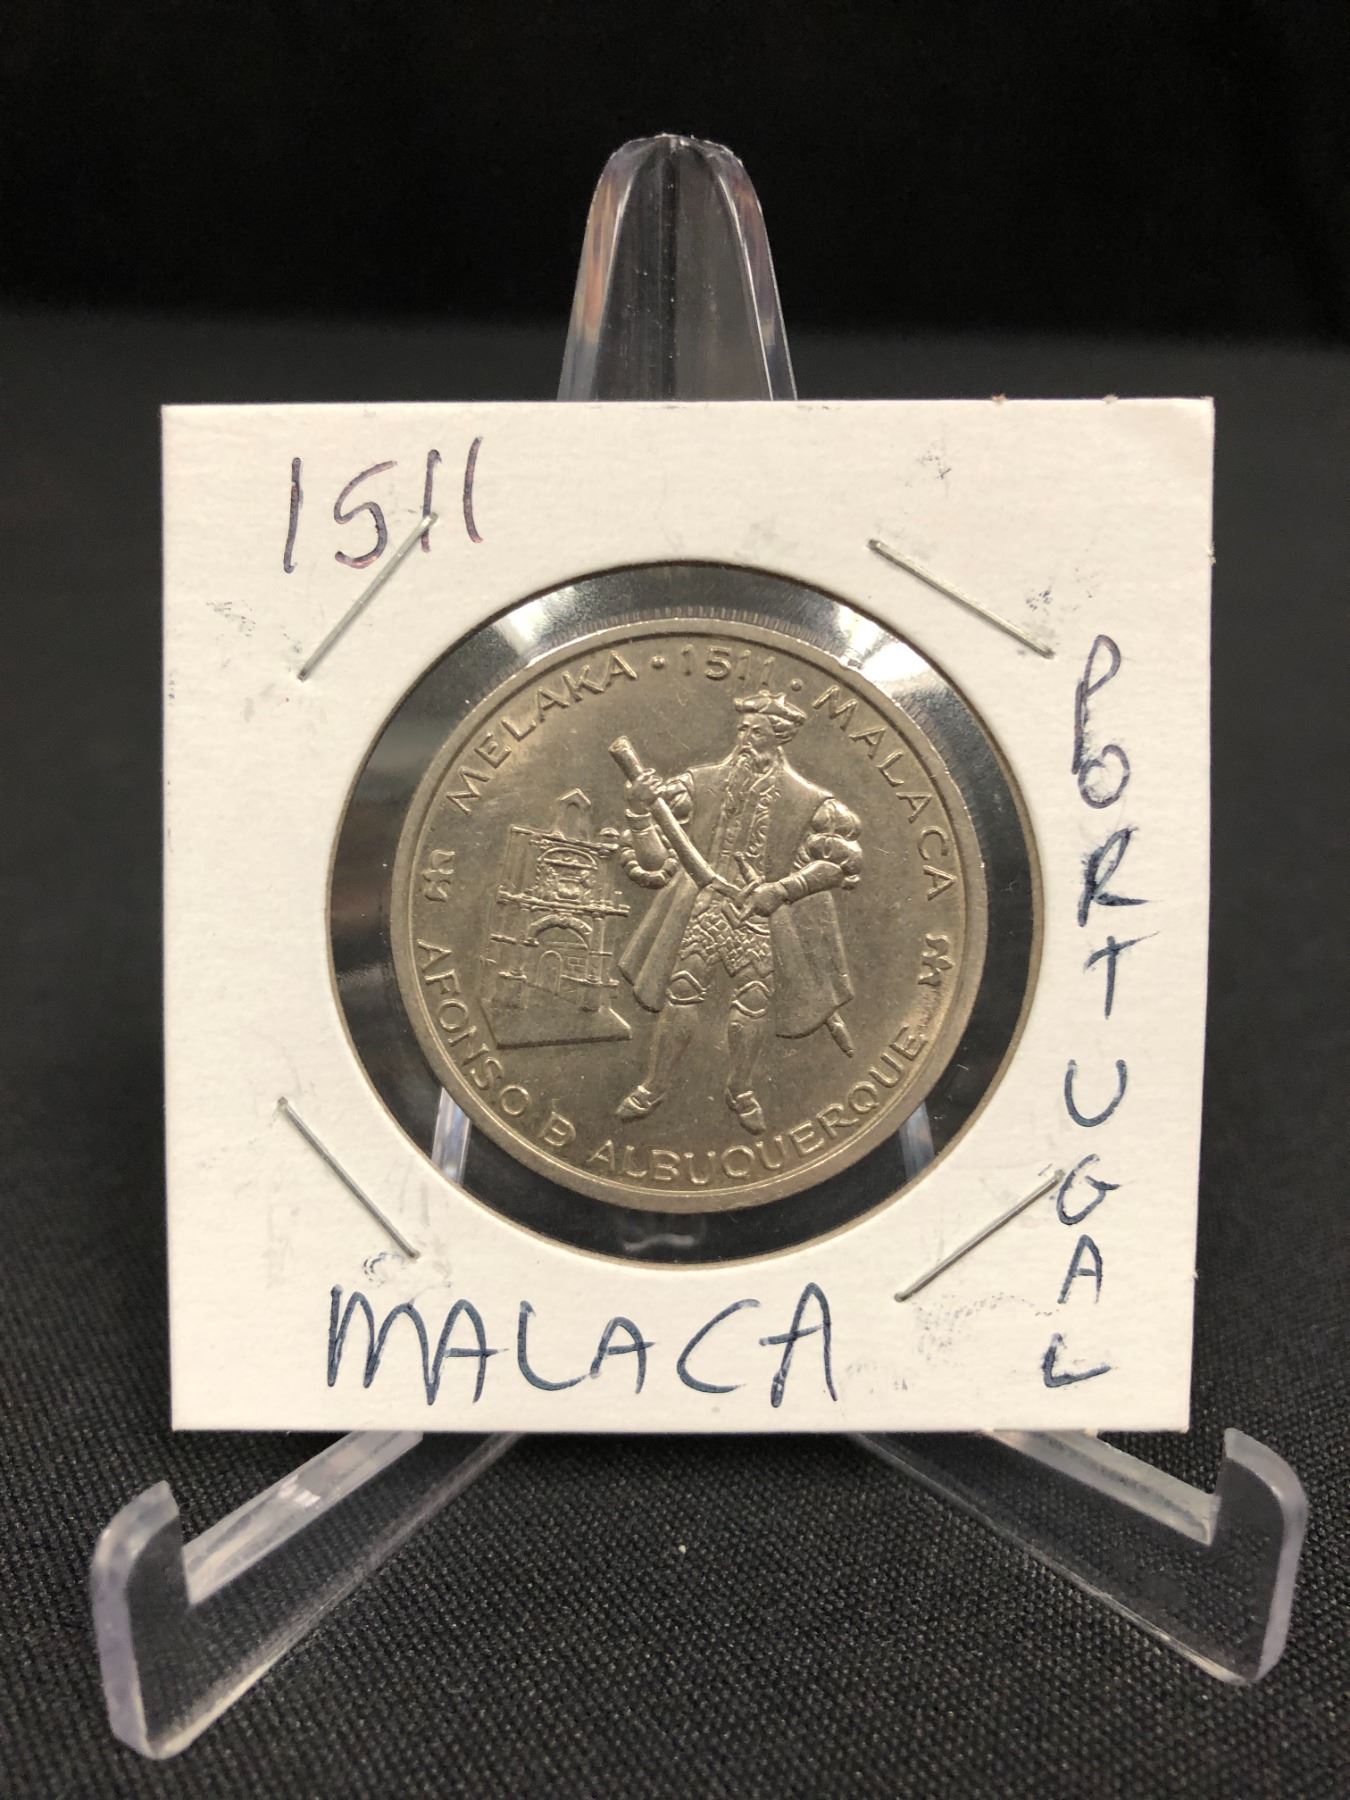 1511
MELAKA · 1511 · MALACA
AFONSO D. ALBUQUERQUE
PORTUGAL
MALACA